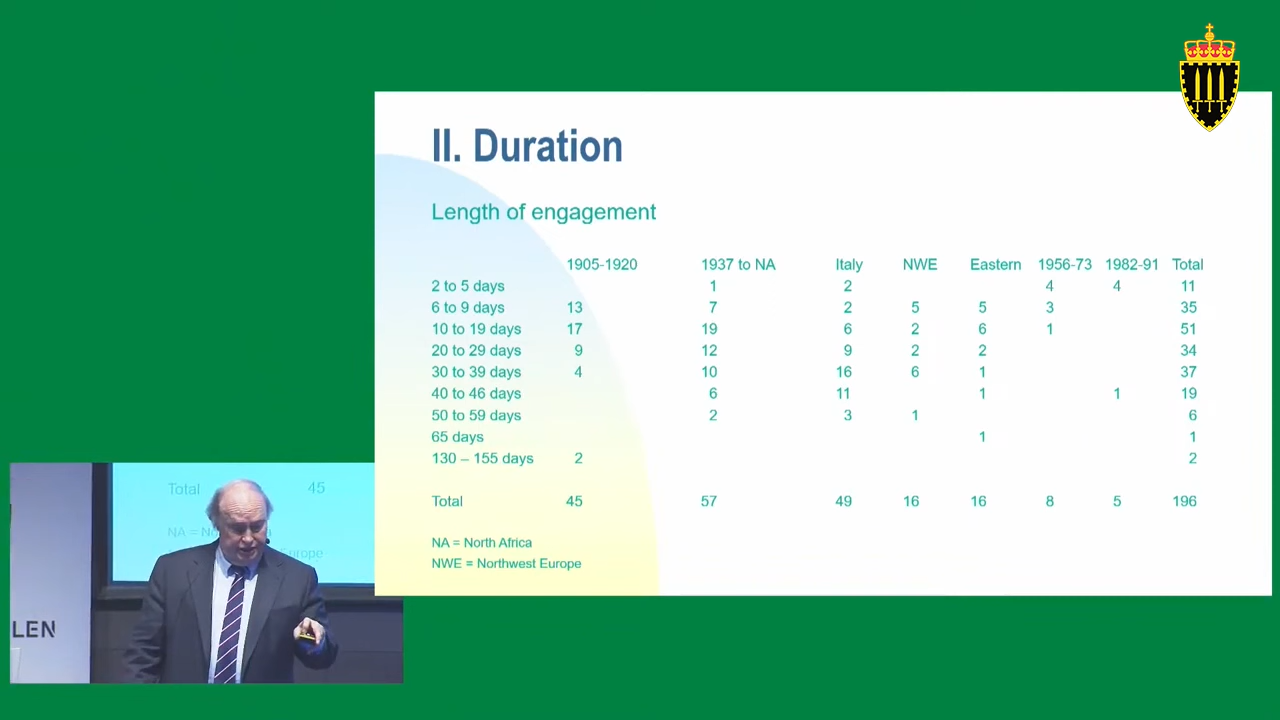 II. Duration
Length of engagement
1905-1920 1937 to NA Italy NWE Eastern 1956-73 1982-91 Total
2 to 5 days 1 2 4 4 11
6 to 9 days 13 7 2 5 5 3 35
10 to 19 days 17 19 6 2 6 1 51
20 to 29 days 9 12 9 2 2 34
30 to 39 days 4 10 16 6 1 37
40 to 46 days 6 11 1 1 19
50 to 59 days 2 3 1 6
65 days 1 1
130 – 155 days 2 2
Total 45 57 49 16 16 8 5 196
NA = North Africa
NWE = Northwest Europe
Total 45
NA = No a
Europe
LEN